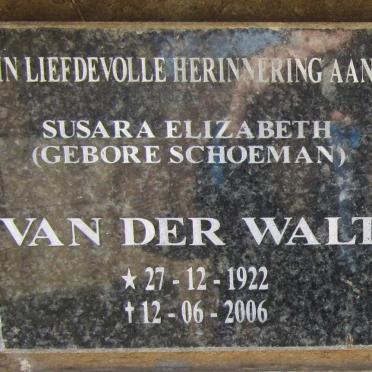 IN LIEFDEVOLLE HERINNERING AAN
SUSARA ELIZABETH
(GEBORE SCHOEMAN)
VAN DER WALT
★ 27 - 12 - 1922
† 12 - 06 - 2006